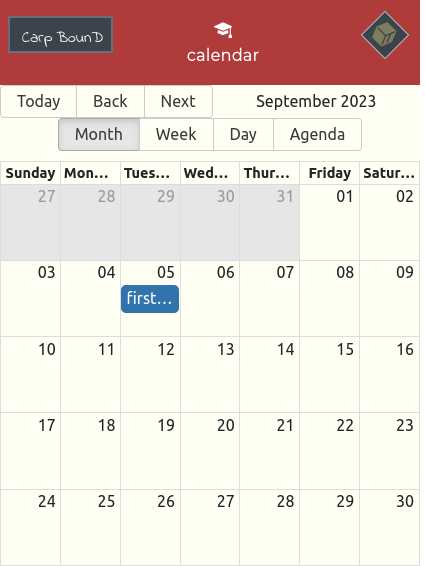 Carp BounD
calendar
Today Back Next September 2023
Month Week Day Agenda
Sunday Mon… Tues… Wed… Thur… Friday Satur…
27 28 29 30 31 01 02
03 04 05 06 07 08 09
first…
10 11 12 13 14 15 16
17 18 19 20 21 22 23
24 25 26 27 28 29 30